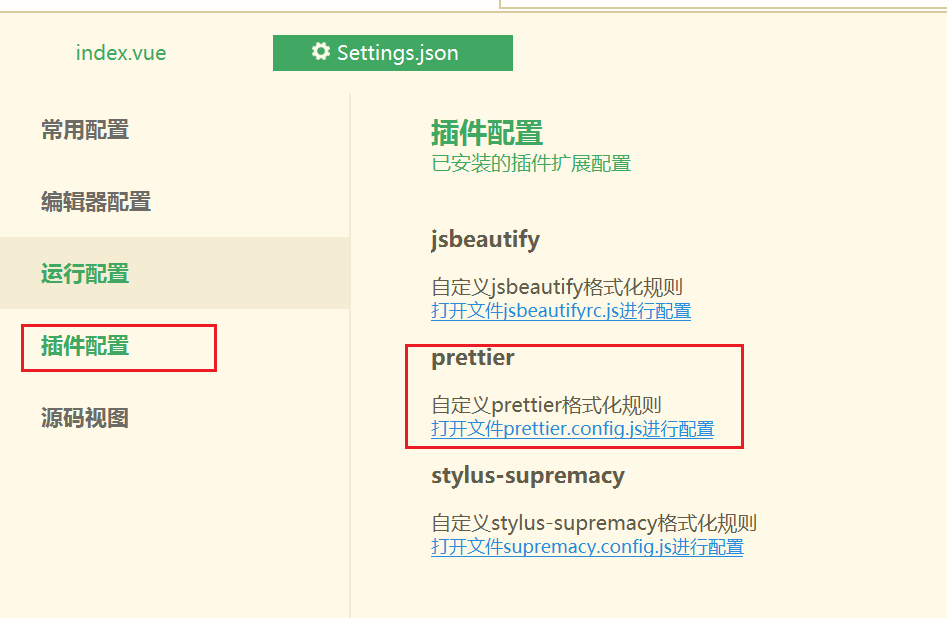 index.vue
Settings.json
常用配置
编辑器配置
运行配置
插件配置
源码视图
插件配置
已安装的插件扩展配置
jsbeautify
自定义jsbeautify格式化规则
打开文件jsbeautifyrc.js进行配置
prettier
自定义prettier格式化规则
打开文件prettier.config.js进行配置
stylus-supremacy
自定义stylus-supremacy格式化规则
打开文件supremacy.config.js进行配置